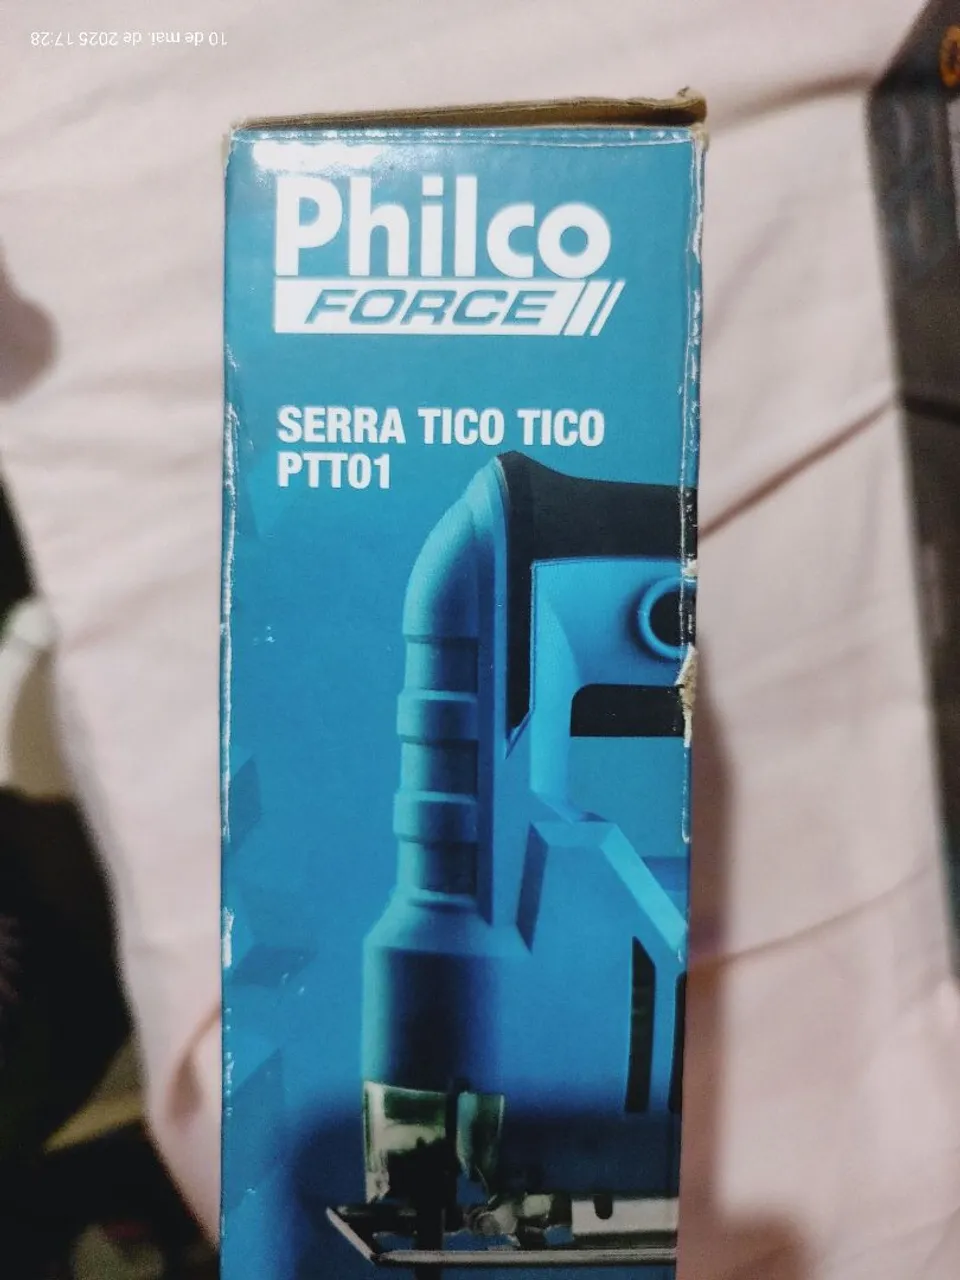 10 de mai. de 2025 17:28
Philco
FORCE
SERRA TICO TICO
PTT01